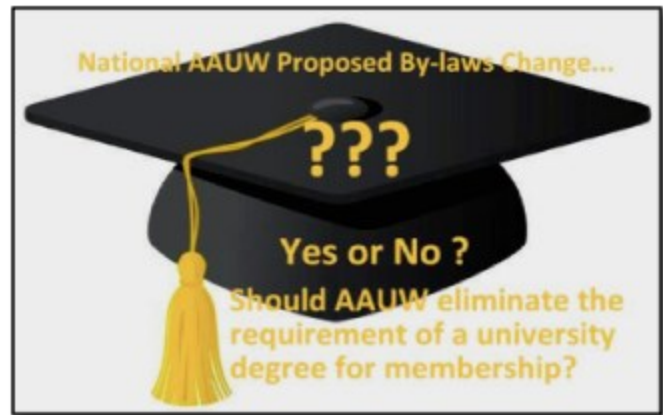 National AAUW Proposed By-laws Change...
???
Yes or No ?
Should AAUW eliminate the
requirement of a university
degree for membership?